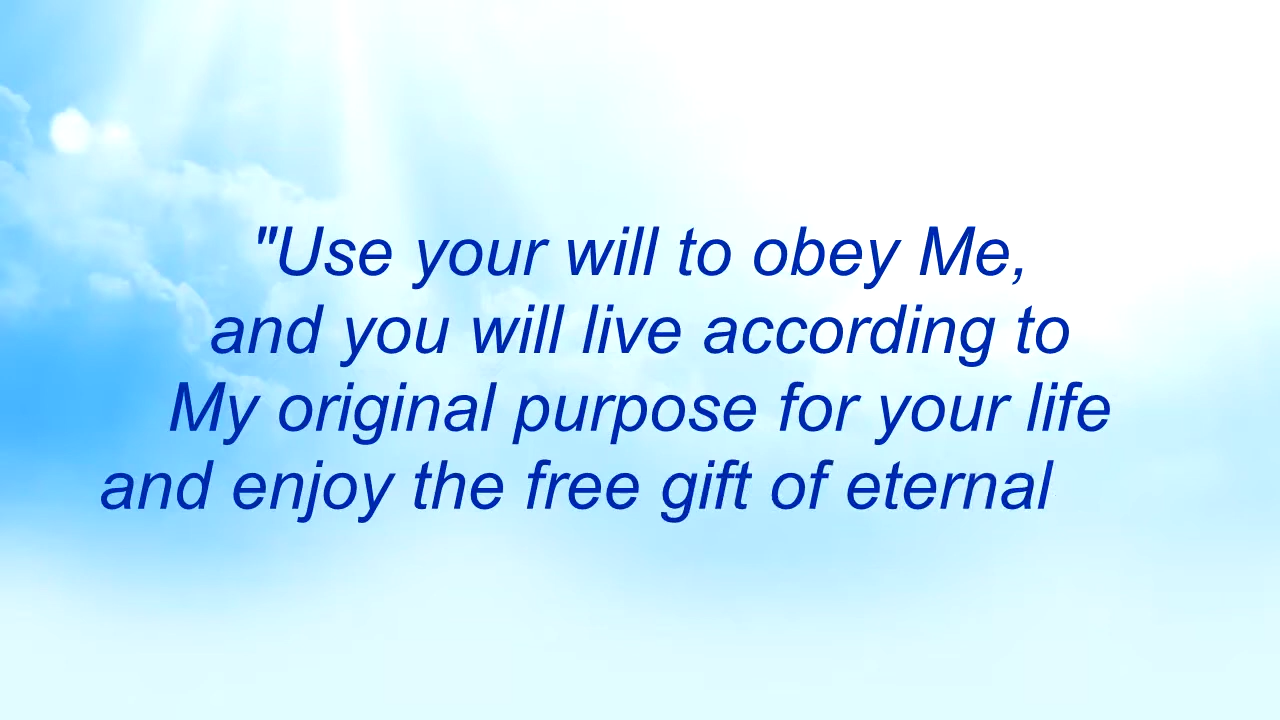 "Use your will to obey Me,
and you will live according to
My original purpose for your life
and enjoy the free gift of eternal